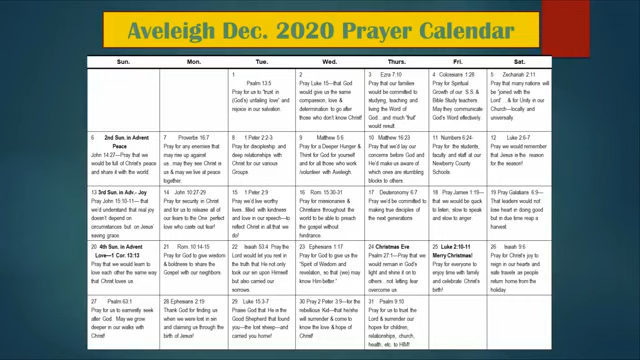 Aveleigh Dec. 2020 Prayer Calendar
Sun. Mon. Tue. Wed. Thurs. Fri. Sat.
1
Psalm 13:5
Pray for us to "trust in
(God's) unfailing love" and
rejoice in our salvation
2
Pray Luke 15—that God
would give us the same
compassion, love &
determination to go after
those who don't know Christ!
3 Ezra 7:10
Pray that our families
would be committed to
studying, teaching and
living the Word of
God...and much "fruit"
would result
4 Colossians 1:28
Pray for Spiritual
Growth of our S.S. &
Bible Study teachers
May they communicate
God's Word effectively.
5 Zechariah 2:11
Pray that many nations will
be "joined with the
Lord"...& for Unity in our
Church—locally and
universally.
6 2nd Sun. in Advent
Peace
John 14:27—Pray that we
would be full of Christ's peace
and share it with the world.
7 Proverbs 16:7
Pray for any enemies that
may rise up against
us...may they see Christ in
us & may we live at peace
together.
8 1 Peter 2:2-3
Pray for discipleship and
deep relationships with
Christ for our various
Groups
9 Matthew 5:6
Pray for a Deeper Hunger &
Thirst for God for yourself
and for all those who work
/volunteer with Aveleigh.
10 Matthew 16:23
Pray that we'd lay our
concerns before God and
He'd make us aware of
which ones are stumbling
blocks to others.
11 Numbers 6:24-
Pray for the students,
faculty and staff at our
Newberry County
Schools.
12 Luke 2:6-7
Pray we would remember
that Jesus is the reason
for the season!
13 3rd Sun. in Adv.- Joy
Pray John 15:10-11— that
we'd understand that real joy
doesn't depend on
circumstances but on Jesus'
saving grace.
14 John 10:27-29
Pray for security in Christ
and for us to release all of
our fears to the One perfect
love who casts out fear!
15 1 Peter 2:9
Pray we'd live worthy
lives...filled with kindness
and love in our speech—to
reflect Christ in all that we
do!
16 Rom. 15:30-31
Pray for missionaries &
Christians throughout the
world to be able to preach
the gospel without
hindrance.
17 Deuteronomy 6:7
Pray we'd be committed to
making true disciples of
the next generations.
18 Pray James 1:19—
that we would be quick
to listen, slow to speak
and slow to anger.
19 Pray Galatians 6:9—
That leaders would not
lose heart in doing good
but in due time reap a
harvest.
20 4th Sun. in Advent
Love—1 Cor. 13:13
Pray that we would learn to
love each other the same way
that Christ loves us
21 Rom. 10:14-15
Pray for God to give wisdom
& boldness to share the
Gospel with our neighbors.
22 Isaiah 53:4 Pray the
Lord would let you rest in
the truth that He not only
took our sin upon Himself
but also carried our
sorrows.
23 Ephesians 1:17
Pray for God to give us the
"Spirit of Wisdom and
revelation, so that (we) may
know Him better."
24 Christmas Eve
Psalm 27:1—Pray that we
would remain in God's
light and shine it on to
others...not letting fear
overcome us
25 Luke 2:10-11
Merry Christmas!
Pray for everyone to
enjoy time with family
and celebrate Christ's
birth!
26 Isaiah 9:6
Pray for Christ's joy to
reign in our hearts and
safe travels as people
return home from the
holiday.
27 Psalm 63:1
Pray for us to earnestly seek
after God. May we grow
deeper in our walks with
Christ!
28 Ephesians 2:19
Thank God for finding us
when we were lost in sin
and claiming us through the
birth of Jesus!
29 Luke 15:3-7
Praise God that He is the
Good Shepherd that found
you—the lost sheep—and
carried you home!
30 Pray 2 Peter 3:9—for the
rebellious Kid—that he/she
will surrender & come to
know the love & hope of
Christ!
31 Psalm 9:10
Pray for us to trust the
Lord & surrender our
hopes for children,
relationships, church,
health, etc. to HIM!!